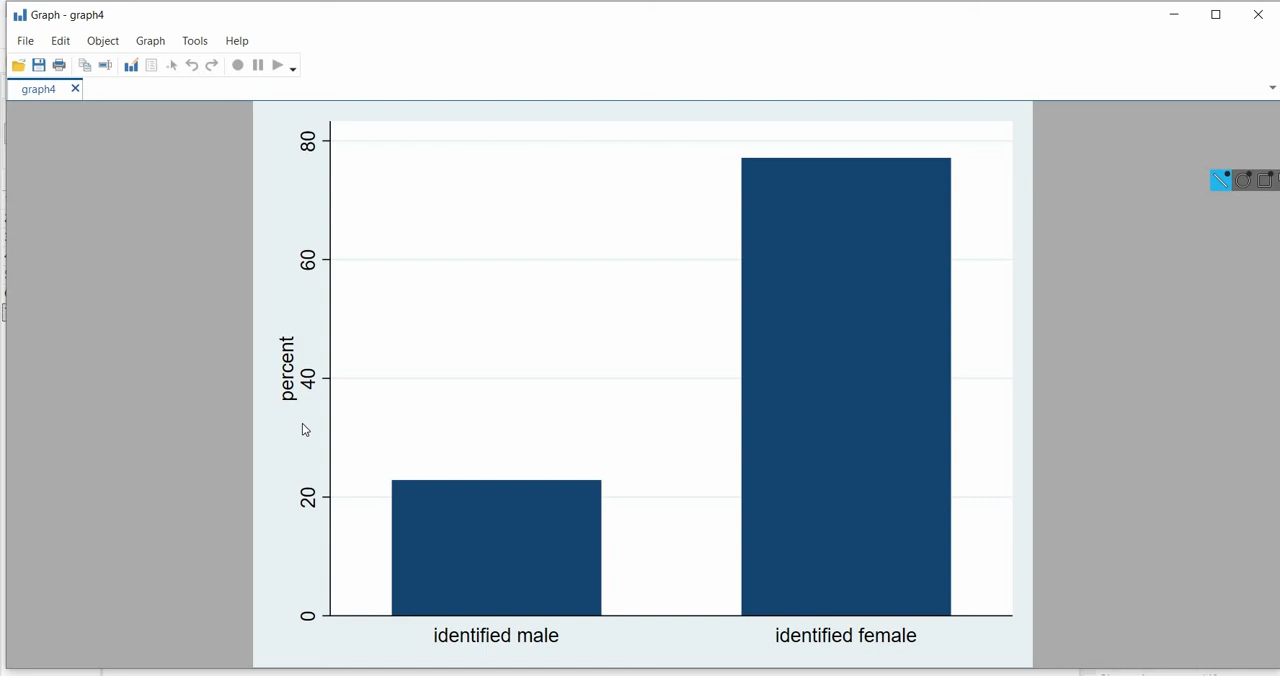 Graph - graph4
File Edit Object Graph Tools Help
graph4
80
60
40
20
0
percent
identified male identified female